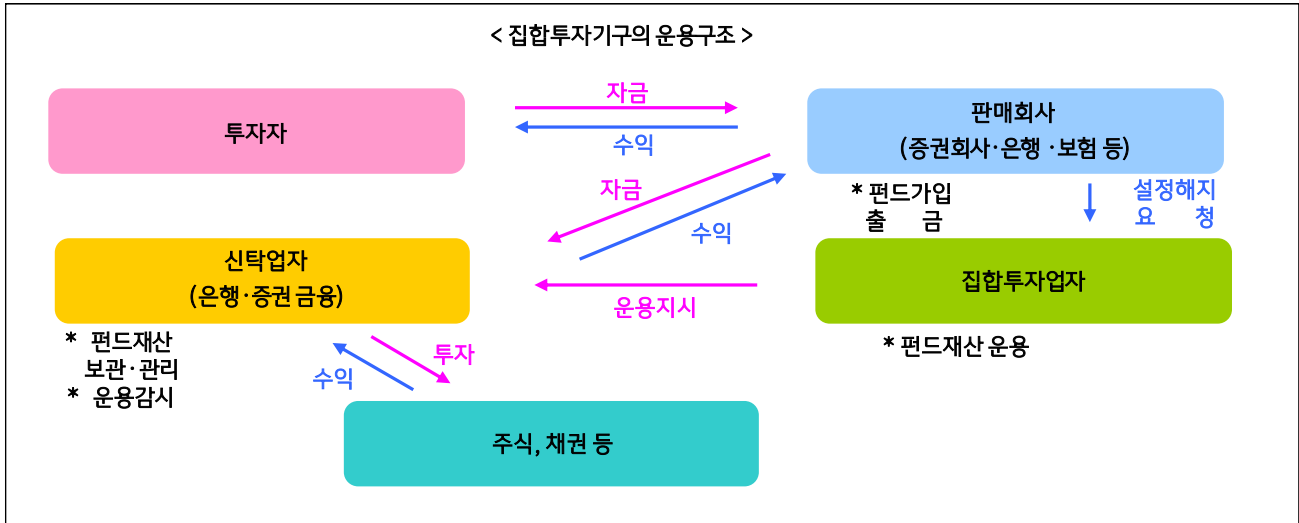 < 집합투자기구의 운용구조 >
투자자
자금
수익
판매회사
(증권회사·은행 ·보험 등)
자금
수익
* 펀드가입
출 금
설정해지
요 청
신탁업자
(은행·증권 금융)
운용지시
집합투자업자
* 펀드재산
보관·관리
* 운용감시
* 펀드재산 운용
투자
수익
주식, 채권 등